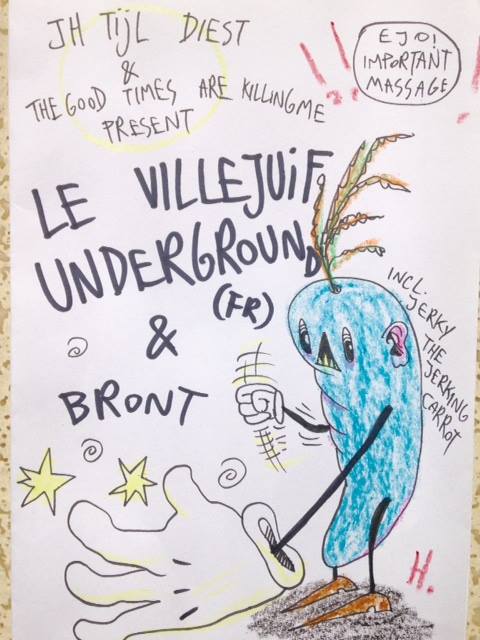 JH TiJL DIEST
&
THE GOOD TIMES ARE KILLINGME
PRESENT
EJO!
IMPORTANT
MASSAGE
LE VILLEJUiF
UNDERGROUND
(FR)
&
BRONT
INCL.
JERKY
THE
JERKING
CARROT
H.